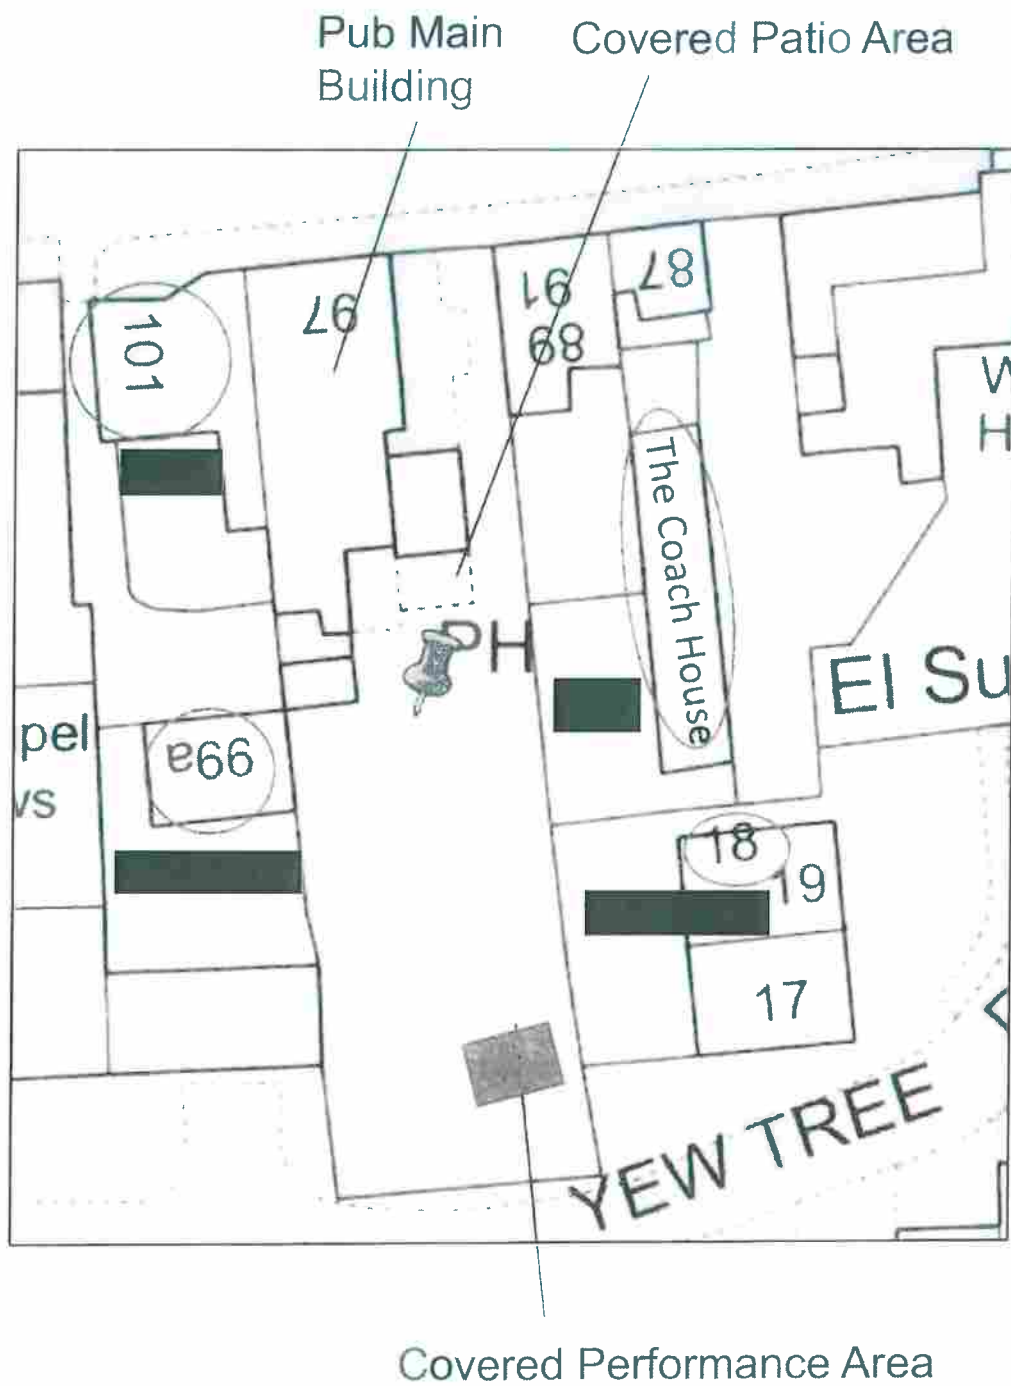 Pub Main
Building
Covered Patio Area
101
97
91
89
87
W
H
The Coach House
PH
El Su
pel
vs
99a
18
19
17
YEW TREE
Covered Performance Area